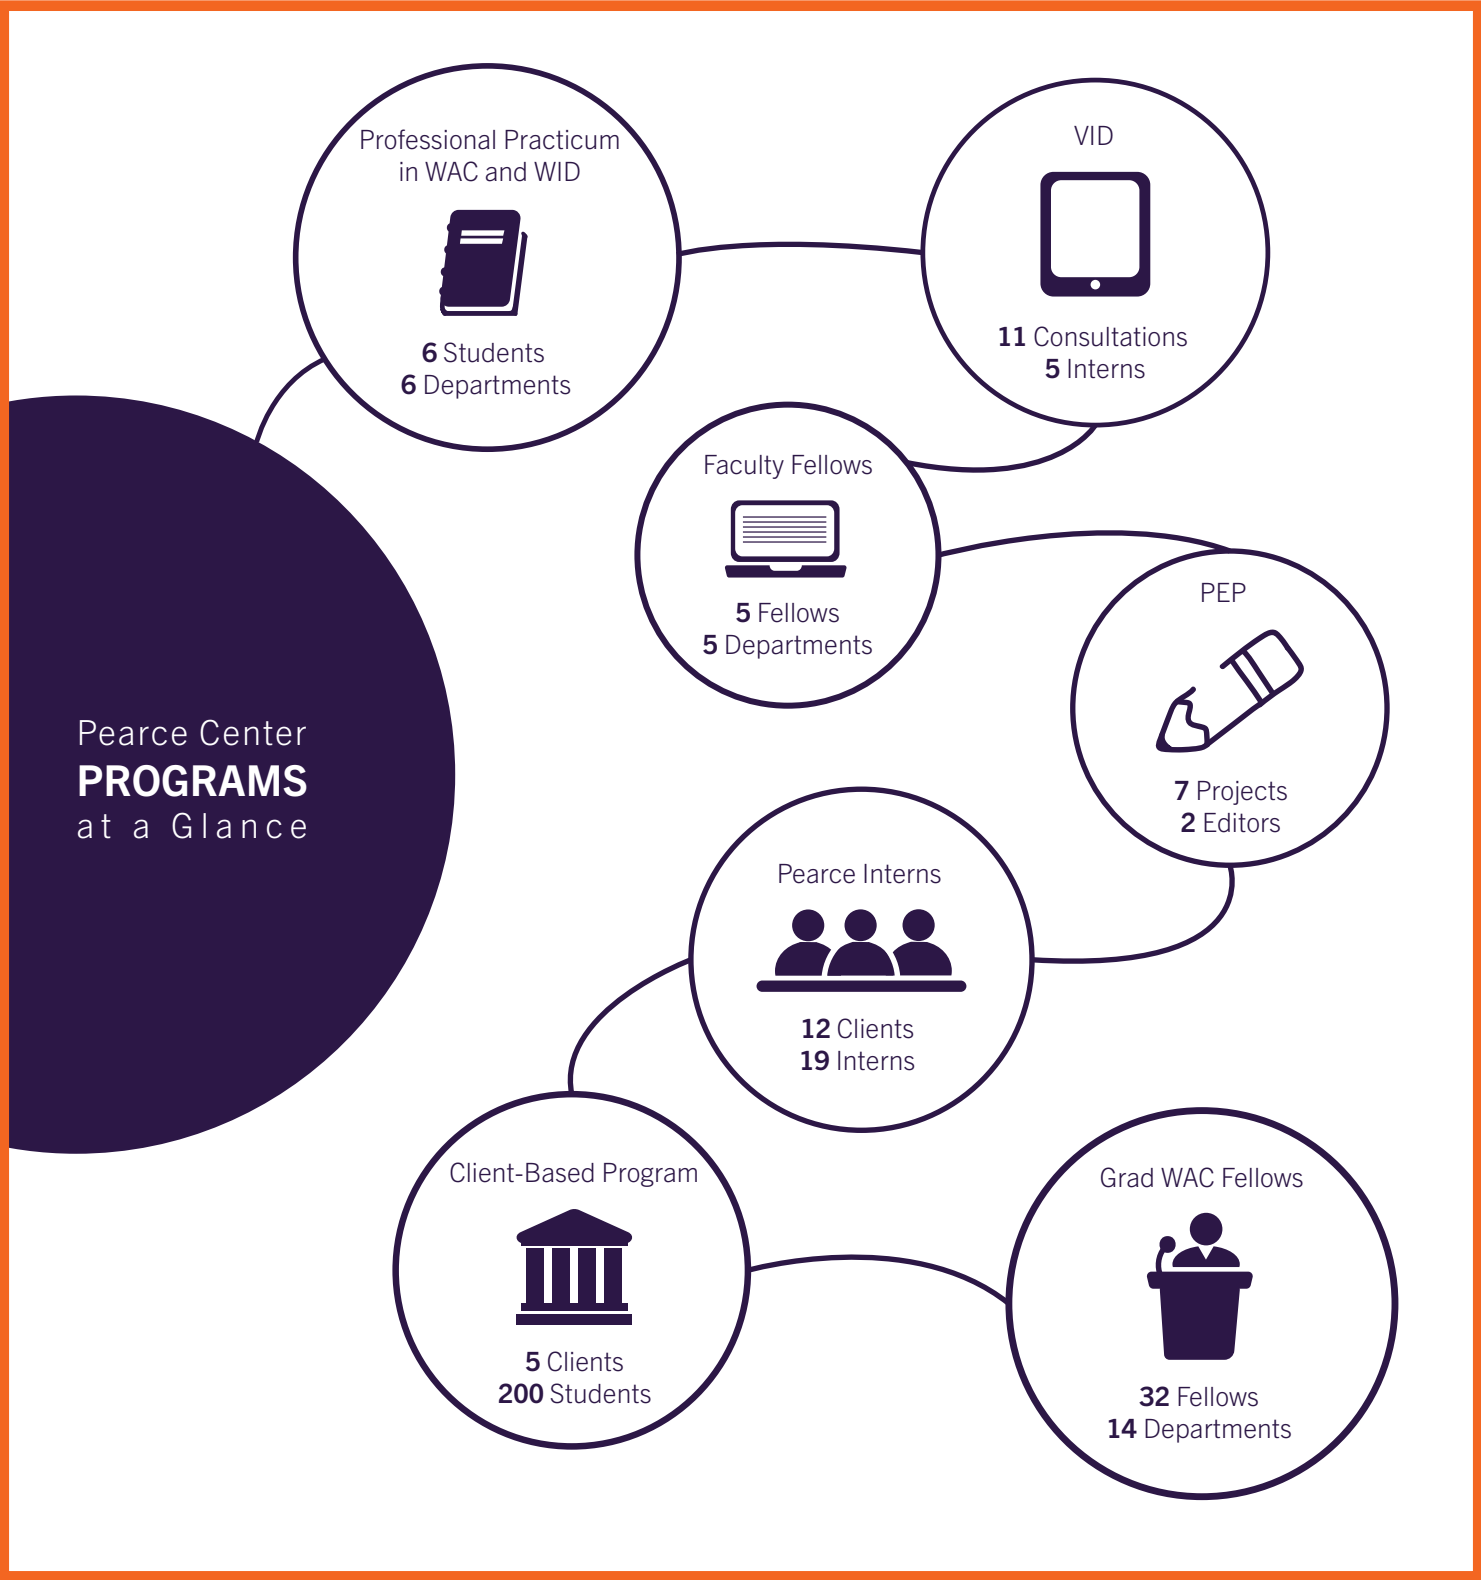 Pearce Center
PROGRAMS
at a Glance
Professional Practicum
in WAC and WID
6 Students
6 Departments
VID
11 Consultations
5 Interns
Faculty Fellows
5 Fellows
5 Departments
PEP
7 Projects
2 Editors
Pearce Interns
12 Clients
19 Interns
Client-Based Program
5 Clients
200 Students
Grad WAC Fellows
32 Fellows
14 Departments